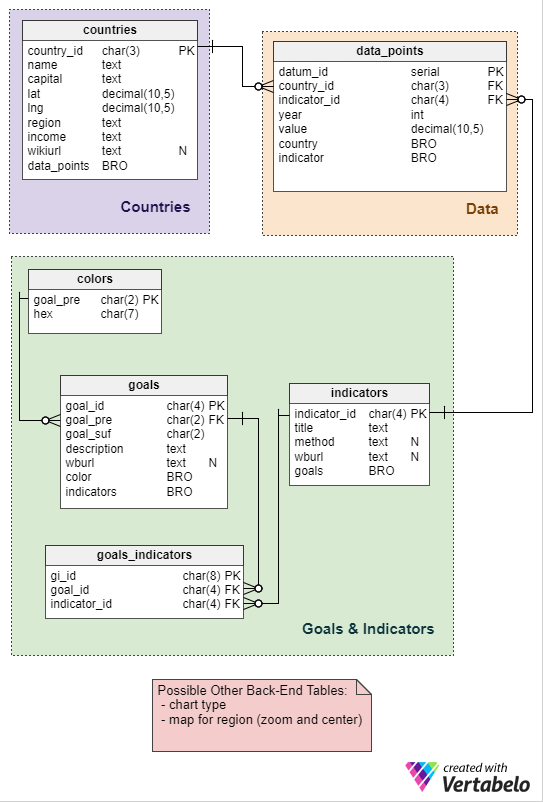 countries
country_id char(3) PK
name text
capital text
lat decimal(10,5)
lng decimal(10,5)
region text
income text
wikiurl text N
data_points BRO
Countries
data_points
datum_id serial PK
country_id char(3) FK
indicator_id char(4) FK
year int
value decimal(10,5)
country BRO
indicator BRO
Data
colors
goal_pre char(2) PK
hex char(7)
goals
goal_id char(4) PK
goal_pre char(2) FK
goal_suf char(2)
description text
wburl text N
color BRO
indicators BRO
indicators
indicator_id char(4) PK
title text
method text N
wburl text N
goals BRO
goals_indicators
gi_id char(8) PK
goal_id char(4) FK
indicator_id char(4) FK
Goals & Indicators
Possible Other Back-End Tables:
- chart type
- map for region (zoom and center)
created with
Vertabelo